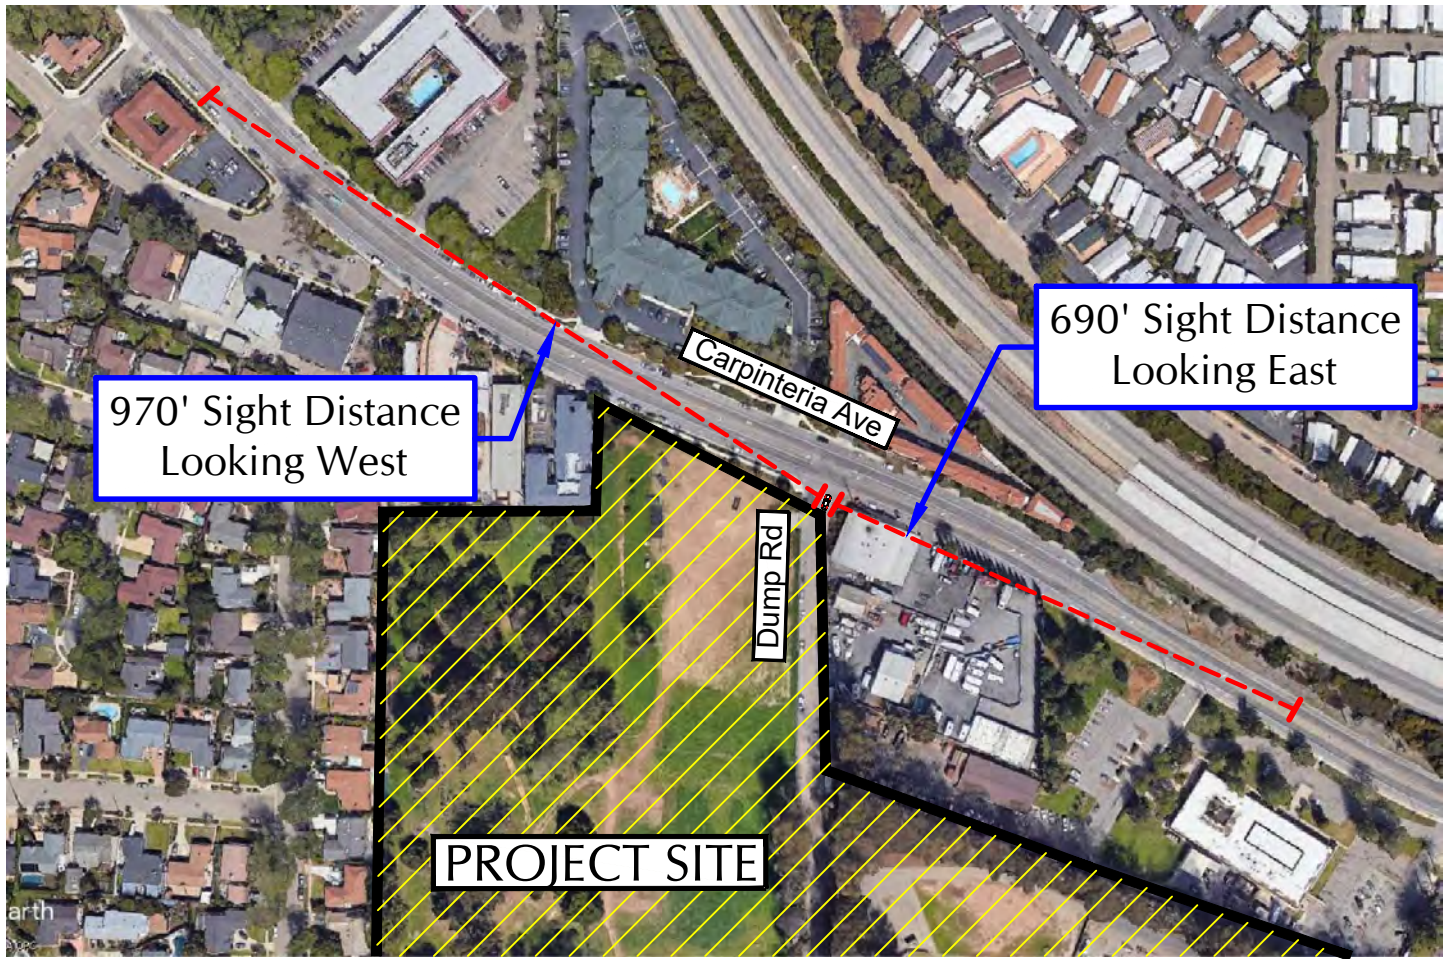 690' Sight Distance
Looking East
Carpinteria Ave
970' Sight Distance
Looking West
Dump Rd
PROJECT SITE
arth